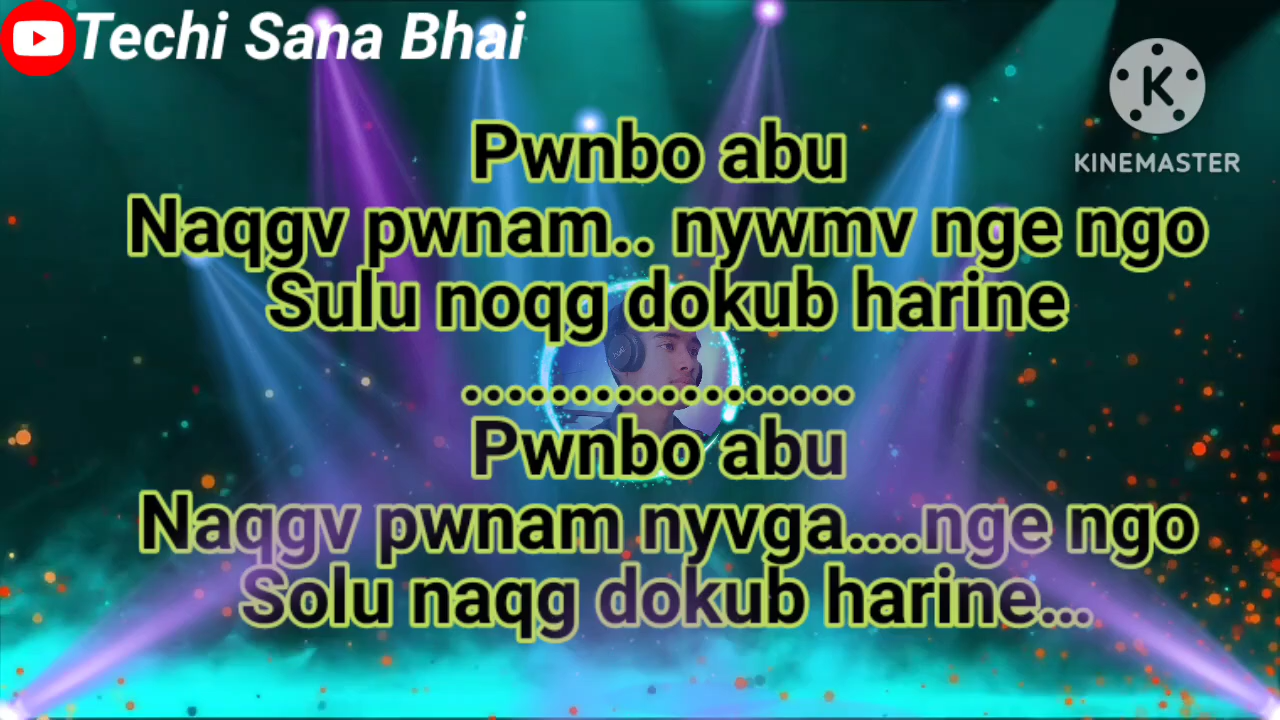 Techi Sana Bhai
KINEMASTER
Pwnbo abu
Naqgv pwnam.. nywmv nge ngo
Sulu noqg dokub harine
..................
Pwnbo abu
Naqgv pwnam nyvga....nge ngo
Solu naqg dokub harine...